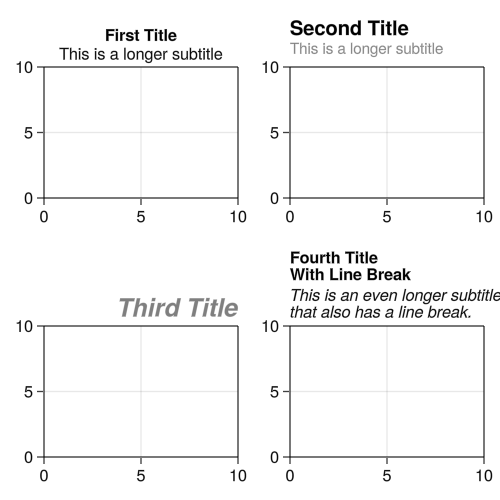 First Title
This is a longer subtitle
10
5
0
0 5 10
Second Title
This is a longer subtitle
10
5
0
0 5 10
Third Title
10
5
0
0 5 10
Fourth Title
With Line Break
This is an even longer subtitle
that also has a line break.
10
5
0
0 5 10